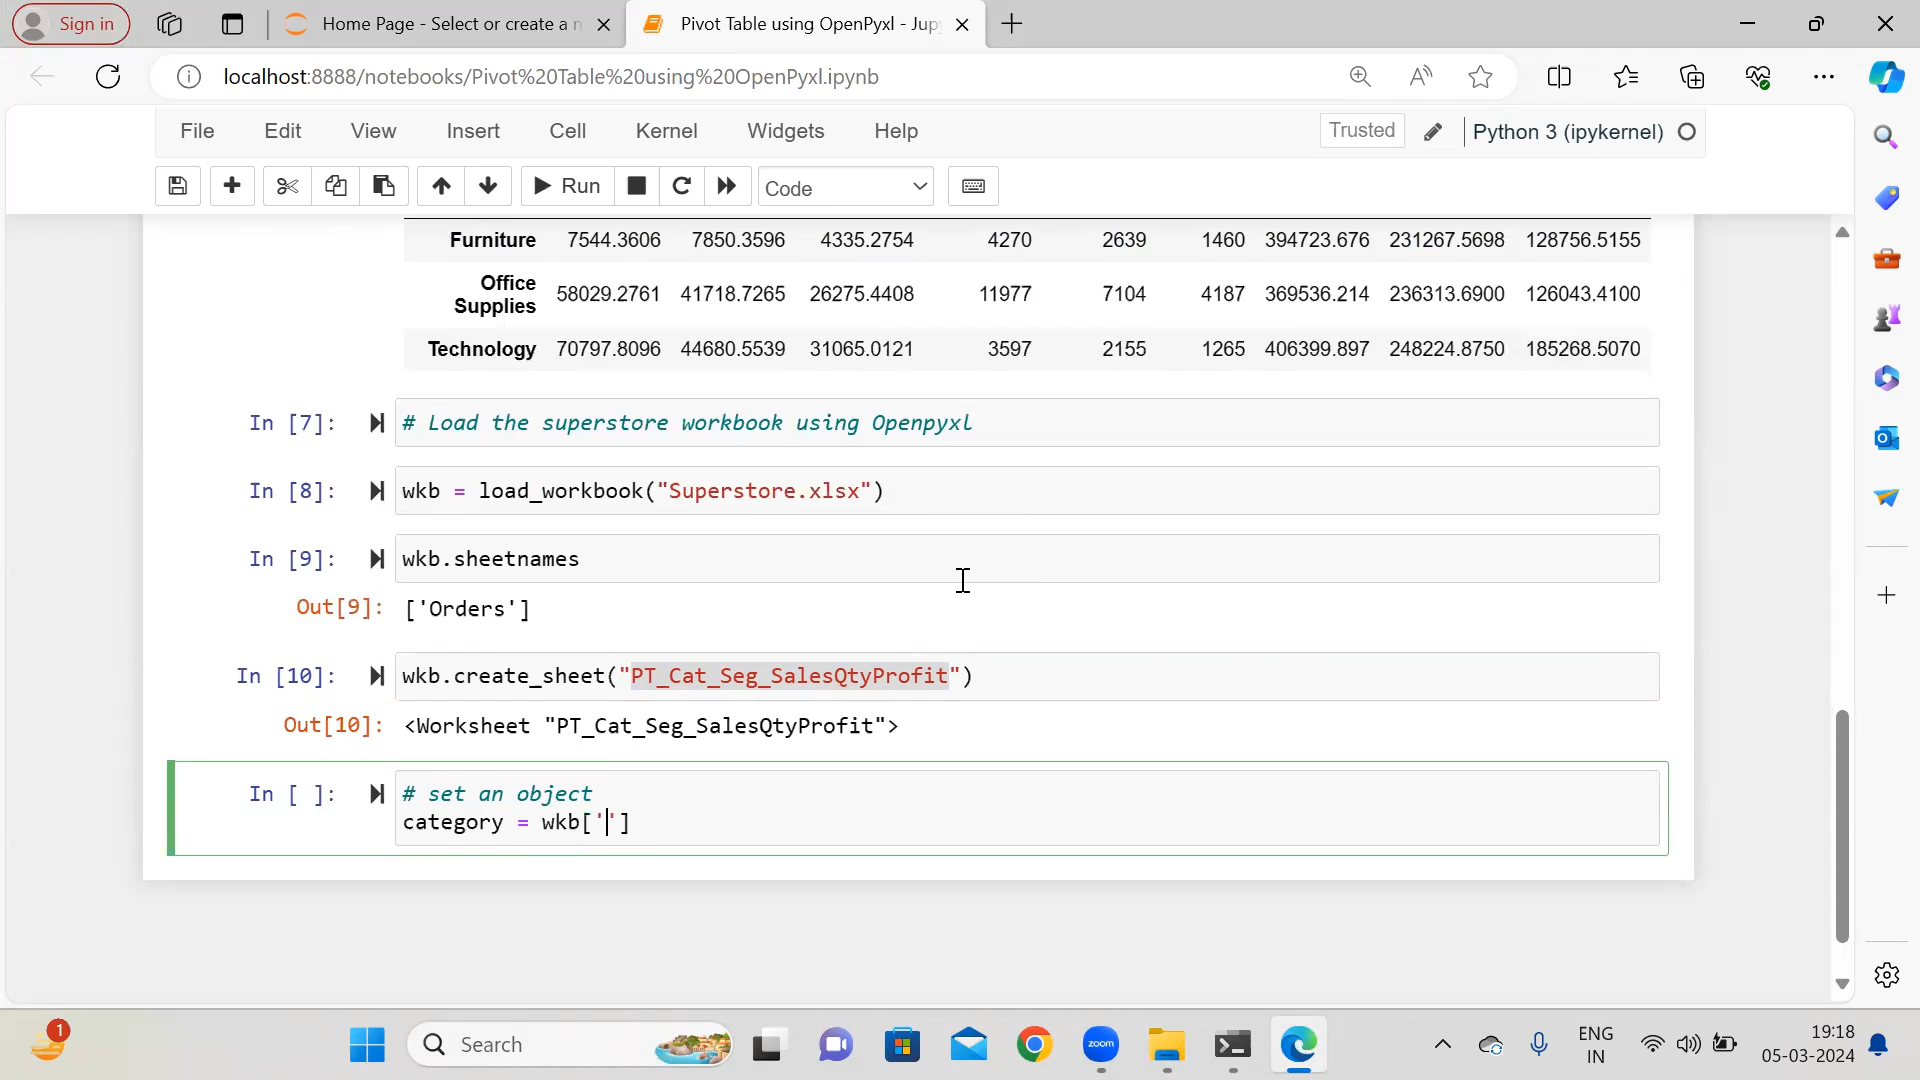 Sign in
Home Page - Select or create a n
Pivot Table using OpenPyxl - Jup
localhost:8888/notebooks/Pivot%20Table%20using%20OpenPyxl.ipynb
File Edit View Insert Cell Kernel Widgets Help Trusted Python 3 (ipykernel)
Run Code
Furniture 7544.3606 7850.3596 4335.2754 4270 2639 1460 394723.676 231267.5698 128756.5155
Office
Supplies 58029.2761 41718.7265 26275.4408 11977 7104 4187 369536.214 236313.6900 126043.4100
Technology 70797.8096 44680.5539 31065.0121 3597 2155 1265 406399.897 248224.8750 185268.5070
In [7]: # Load the superstore workbook using Openpyxl
In [8]: wkb = load_workbook("Superstore.xlsx")
In [9]: wkb.sheetnames
Out[9]: ['Orders']
In [10]: wkb.create_sheet("PT_Cat_Seg_SalesQtyProfit")
Out[10]: <Worksheet "PT_Cat_Seg_SalesQtyProfit">
In [ ]: # set an object
category = wkb['']
1
Search
zoom
ENG
IN
19:18
05-03-2024